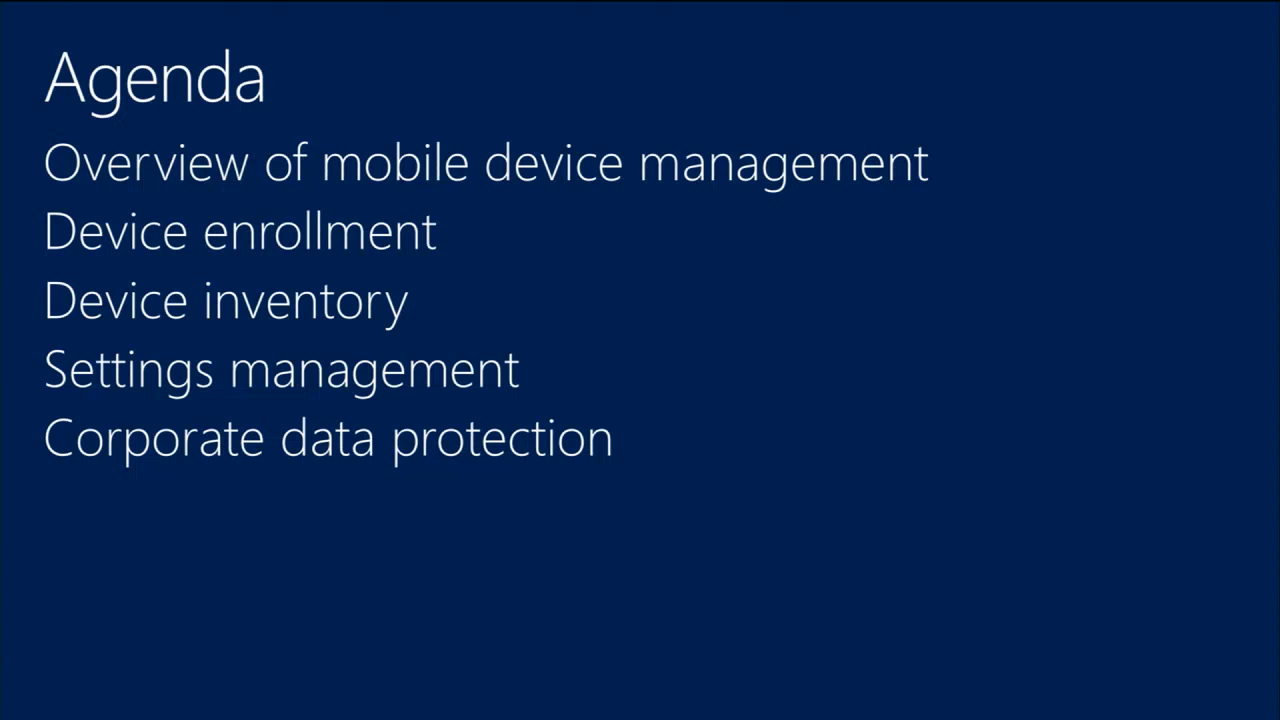 Agenda
Overview of mobile device management
Device enrollment
Device inventory
Settings management
Corporate data protection